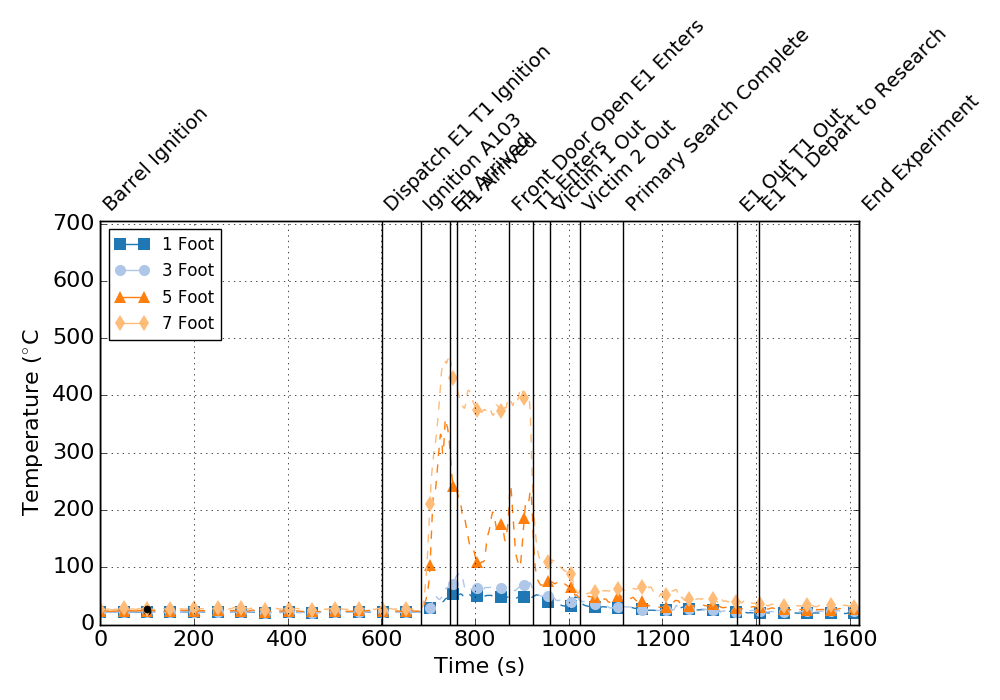 Barrel Ignition
Dispatch E1 T1 Ignition
Ignition A103
E1 Arrived
T1 Arrived
Front Door Open E1 Enters
T1 Enters
Victim 1 Out
Victim 2 Out
Primary Search Complete
E1 Out T1 Out
E1 T1 Depart to Research
End Experiment
700
600
500
400
300
200
100
0
Temperature (°C
1 Foot
3 Foot
5 Foot
7 Foot
0 200 400 600 800 1000 1200 1400 1600
Time (s)